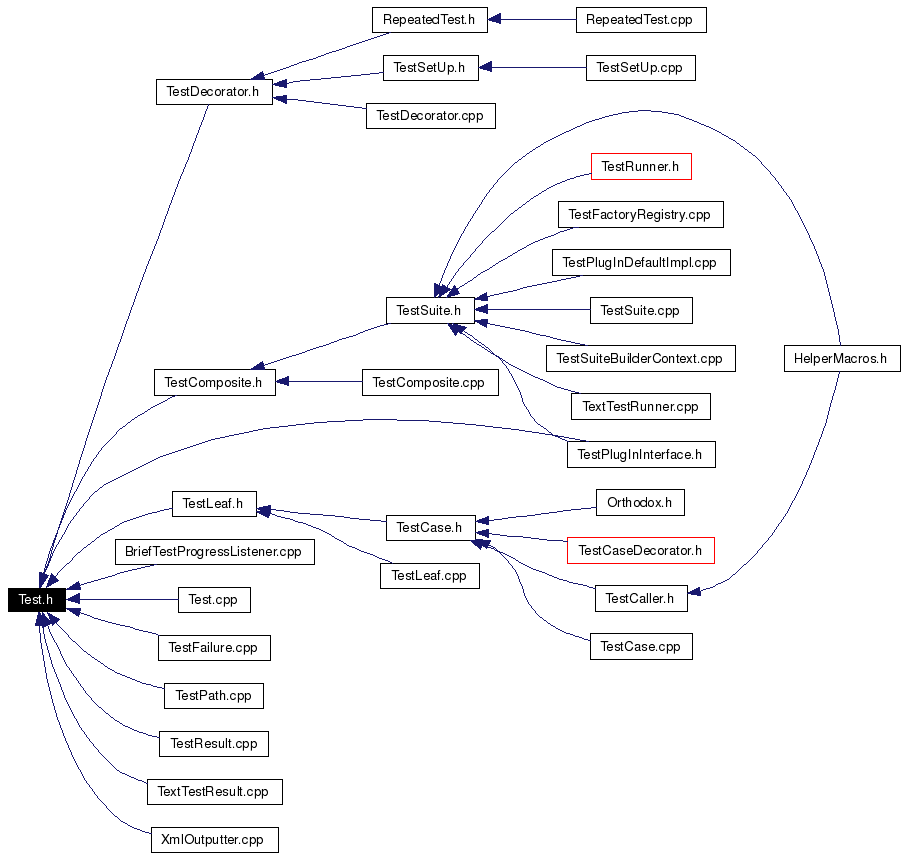 RepeatedTest.h
RepeatedTest.cpp
TestSetUp.h
TestSetUp.cpp
TestDecorator.h
TestDecorator.cpp
TestRunner.h
TestFactoryRegistry.cpp
TestPlugInDefaultImpl.cpp
TestSuite.h
TestSuite.cpp
TestSuiteBuilderContext.cpp
HelperMacros.h
TestComposite.h
TestComposite.cpp
TextTestRunner.cpp
TestPlugInInterface.h
TestLeaf.h
Orthodox.h
TestCase.h
BriefTestProgressListener.cpp
TestCaseDecorator.h
TestLeaf.cpp
Test.h
Test.cpp
TestCaller.h
TestFailure.cpp
TestCase.cpp
TestPath.cpp
TestResult.cpp
TextTestResult.cpp
XmlOutputter.cpp